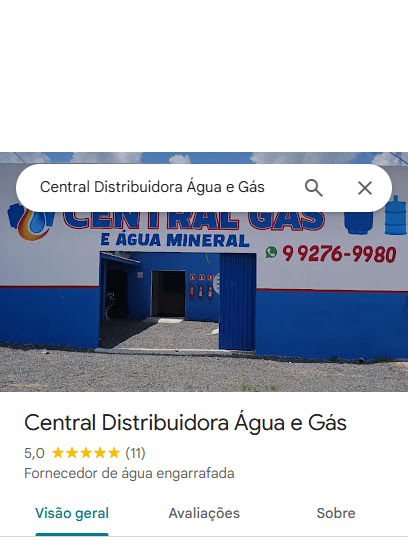 Central Distribuidora Água e Gás
CENTRAL GÁS
E ÁGUA MINERAL
9 9276-9980
Central Distribuidora Água e Gás
5,0 ★★★★★ (11)
Fornecedor de água engarrafada
Visão geral Avaliações Sobre